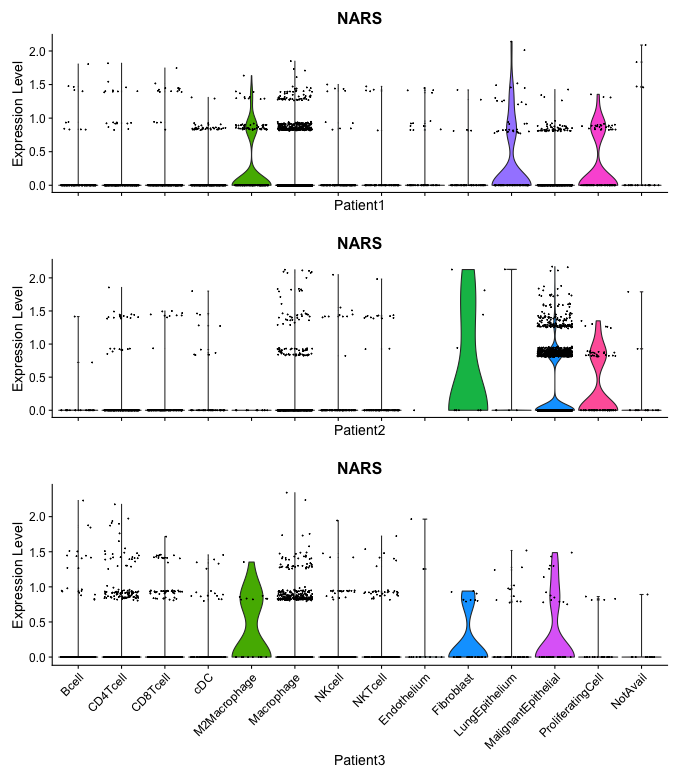 NARS
Expression Level
2.0
1.5
1.0
0.5
0.0
Patient1
NARS
Expression Level
2.0
1.5
1.0
0.5
0.0
Patient2
NARS
Expression Level
2.0
1.5
1.0
0.5
0.0
Bcell
CD4Tcell
CD8Tcell
cDC
M2Macrophage
Macrophage
NKcell
NKTcell
Endothelium
Fibroblast
LungEpithelium
MalignantEpithelial
ProliferatingCell
NotAvail
Patient3